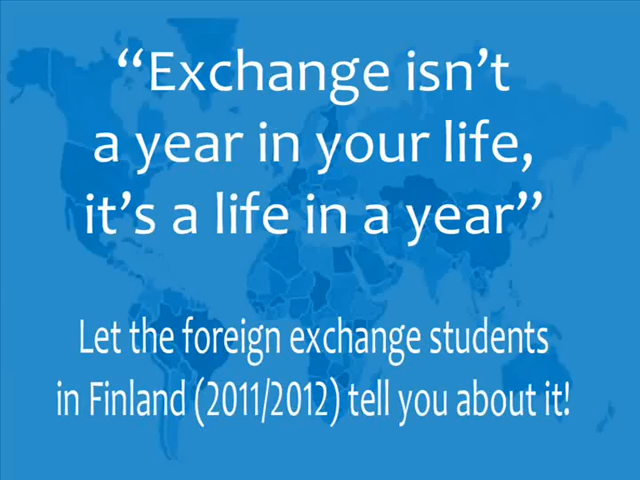 “Exchange isn’t
a year in your life,
it’s a life in a year”
Let the foreign exchange students
in Finland (2011/2012) tell you about it!